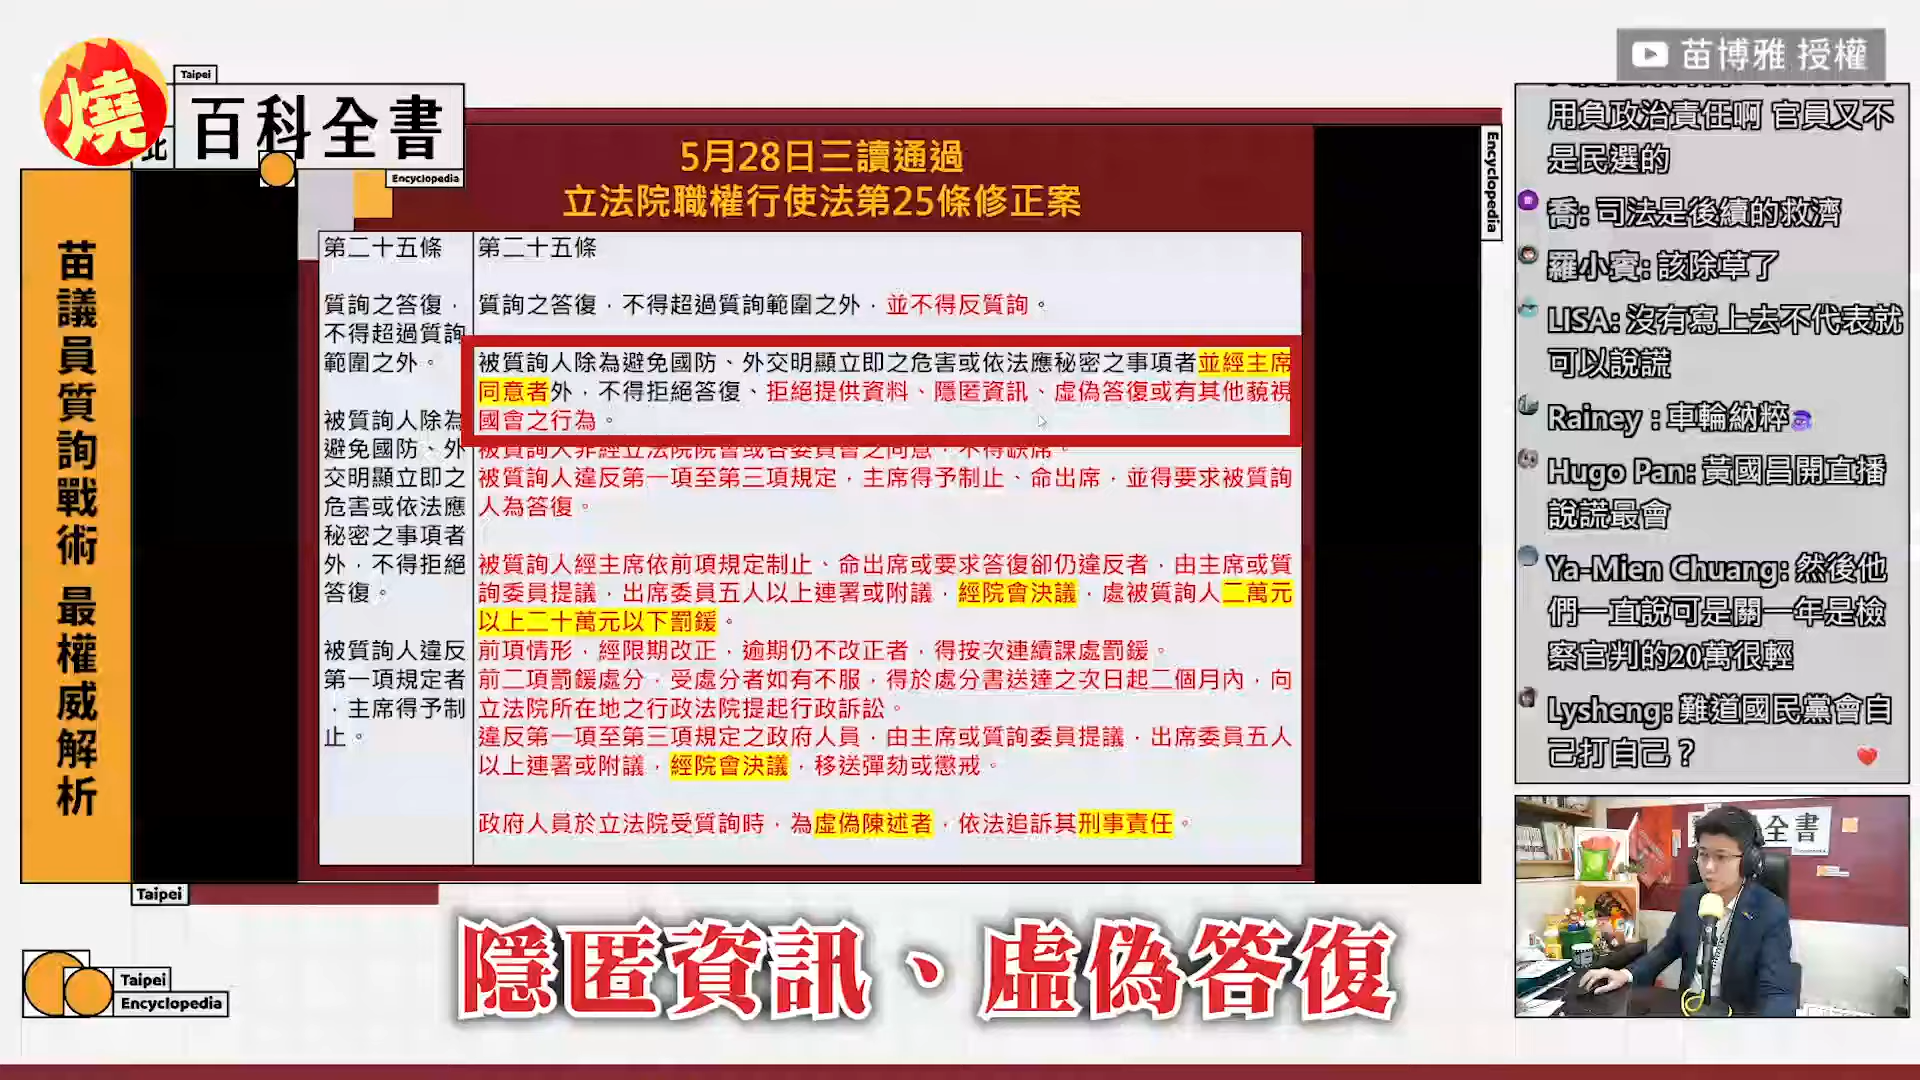 燒
Taipei
北
百科全書
Encyclopedia
苗博雅 授權
苗議員質詢戰術 最權威解析
5月28日三讀通過
立法院職權行使法第25條修正案
Encyclopedia
第二十五條
質詢之答復，
不得超過質詢
範圍之外。
被質詢人除為
避免國防、外
交明顯立即之
危害或依法應
秘密之事項者
外，不得拒絕
答復。
被質詢人違反
第一項規定者
，主席得予制
止。
第二十五條
質詢之答復，不得超過質詢範圍之外，並不得反質詢。
被質詢人除為避免國防、外交明顯立即之危害或依法應秘密之事項者並經主席
同意者外，不得拒絕答復、拒絕提供資料、隱匿資訊、虛偽答復或有其他藐視
國會之行為。
被質詢人非經立法院院會或各委員會之同意，不得缺席。
被質詢人違反第一項至第三項規定，主席得予制止、命出席，並得要求被質詢
人為答復。
被質詢人經主席依前項規定制止、命出席或要求答復卻仍違反者，由主席或質
詢委員提議，出席委員五人以上連署或附議，經院會決議，處被質詢人二萬元
以上二十萬元以下罰鍰。
前項情形，經限期改正，逾期仍不改正者，得按次連續課處罰鍰。
前二項罰鍰處分，受處分者如有不服，得於處分書送達之次日起二個月內，向
立法院所在地之行政法院提起行政訴訟。
違反第一項至第三項規定之政府人員，由主席或質詢委員提議，出席委員五人
以上連署或附議，經院會決議，移送彈劾或懲戒。
政府人員於立法院受質詢時，為虛偽陳述者，依法追訴其刑事責任。
用負政治責任啊 官員又不
是民選的
喬: 司法是後續的救濟
羅小賓: 該除草了
LISA: 沒有寫上去不代表就
可以說謊
Rainey : 車輪納粹
Hugo Pan: 黃國昌開直播
說謊最會
Ya-Mien Chuang: 然後他
們一直說可是關一年是檢
察官判的20萬很輕
Lysheng: 難道國民黨會自
己打自己？
全書
Taipei
Taipei
Encyclopedia
隱匿資訊、虛偽答復